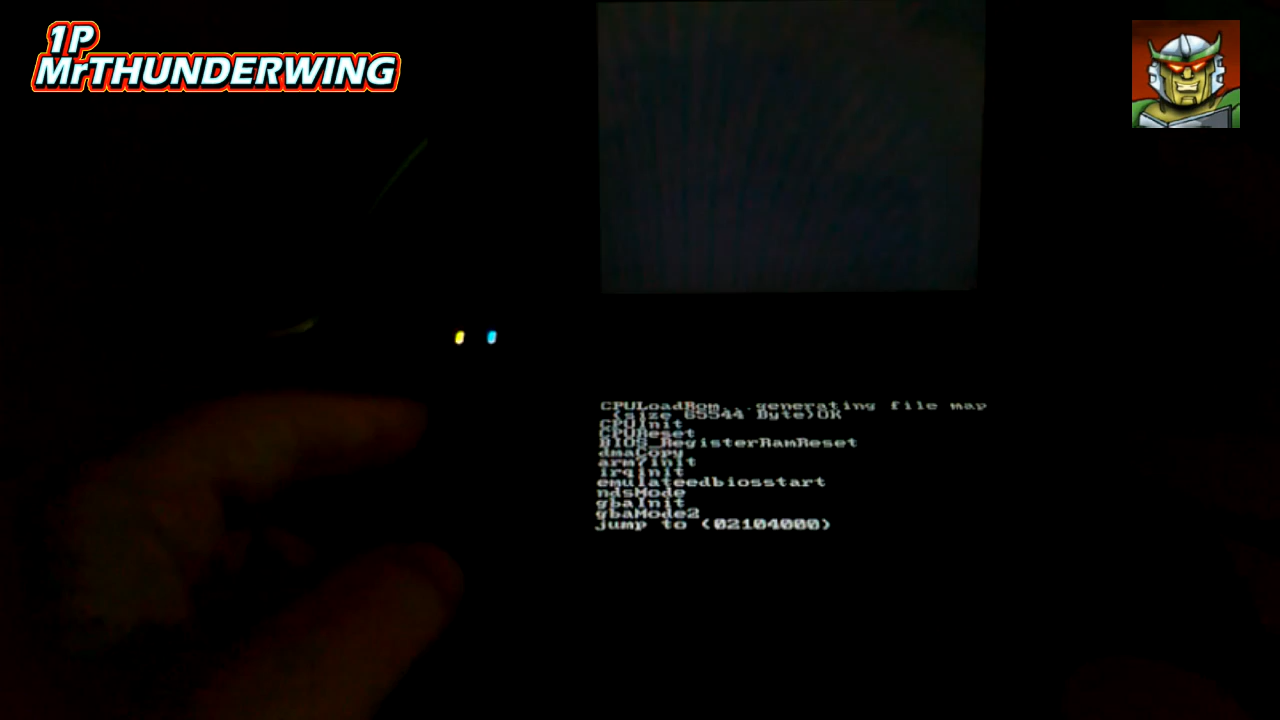 1P
MrTHUNDERWING
CPULoadRom...generating file map
(size 65544 Byte)OK
CPUInit
CPUReset
BIOS_RegisterRamReset
dmaCopy
arm7init
irqinit
emulateedbiosstart
ndsMode
gbaInit
gbaMode2
jump to (02104000)